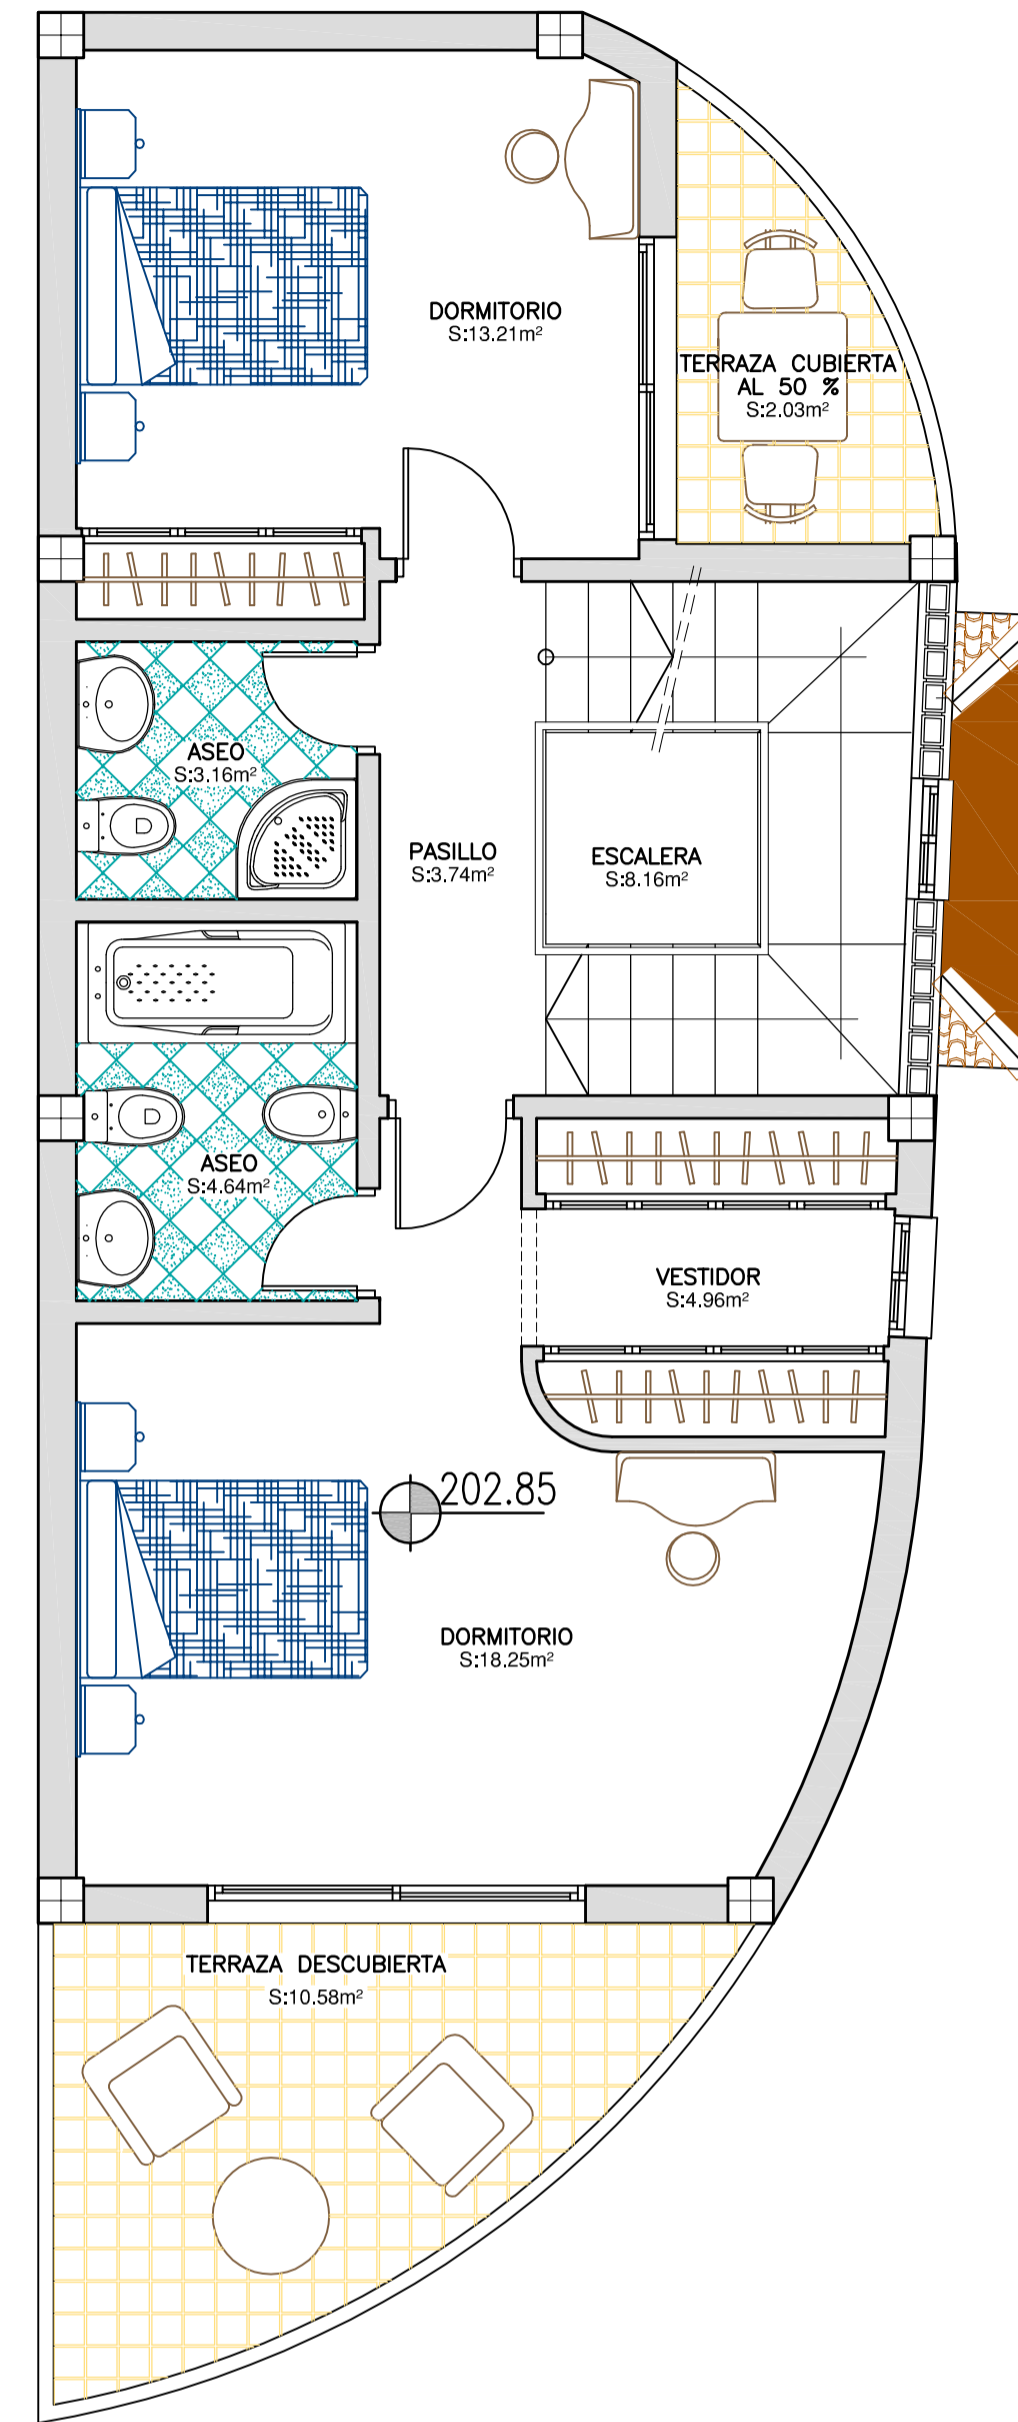 DORMITORIO
S:13.21m²
TERRAZA CUBIERTA
AL 50 %
S:2.03m²
ASEO
S:3.16m²
PASILLO
S:3.74m²
ESCALERA
S:8.16m²
ASEO
S:4.64m²
VESTIDOR
S:4.96m²
202.85
DORMITORIO
S:18.25m²
TERRAZA DESCUBIERTA
S:10.58m²